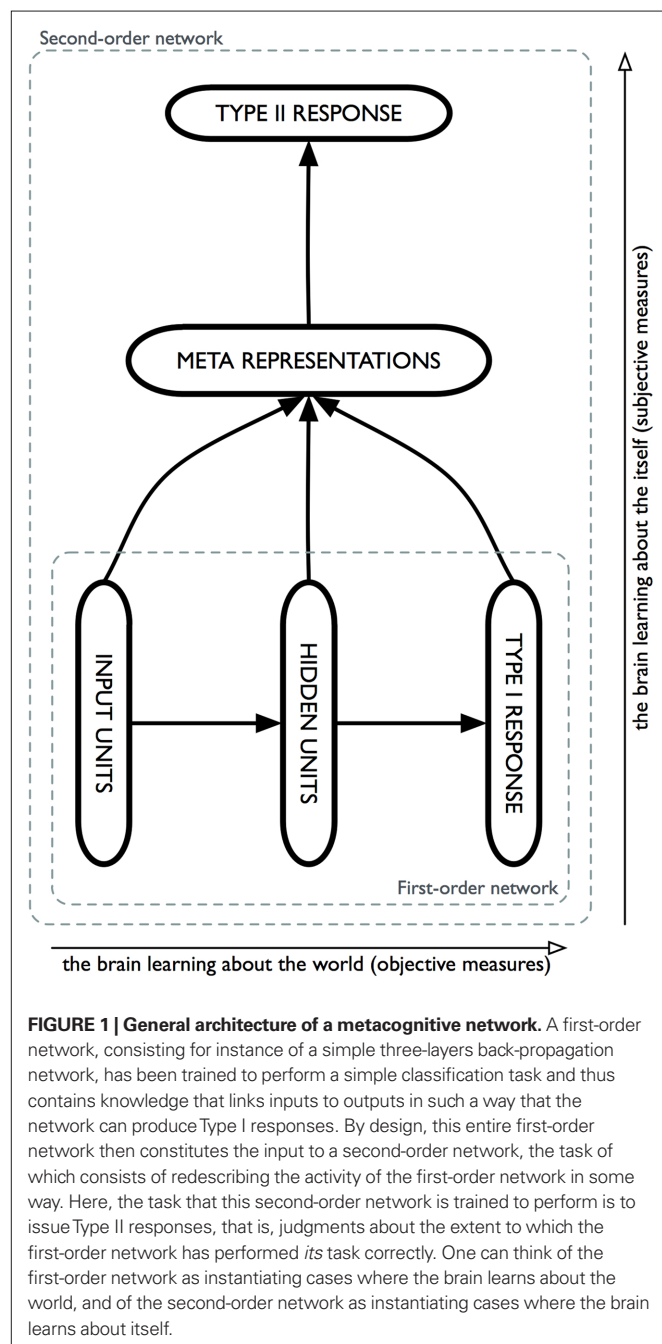 Second-order network
TYPE II RESPONSE
META REPRESENTATIONS
INPUT UNITS
HIDDEN UNITS
TYPE I RESPONSE
First-order network
the brain learning about the world (objective measures)
the brain learning about the itself (subjective measures)
FIGURE 1 | General architecture of a metacognitive network. A first-order
network, consisting for instance of a simple three-layers back-propagation
network, has been trained to perform a simple classification task and thus
contains knowledge that links inputs to outputs in such a way that the
network can produce Type I responses. By design, this entire first-order
network then constitutes the input to a second-order network, the task of
which consists of redescribing the activity of the first-order network in some
way. Here, the task that this second-order network is trained to perform is to
issue Type II responses, that is, judgments about the extent to which the
first-order network has performed its task correctly. One can think of the
first-order network as instantiating cases where the brain learns about the
world, and of the second-order network as instantiating cases where the brain
learns about itself.